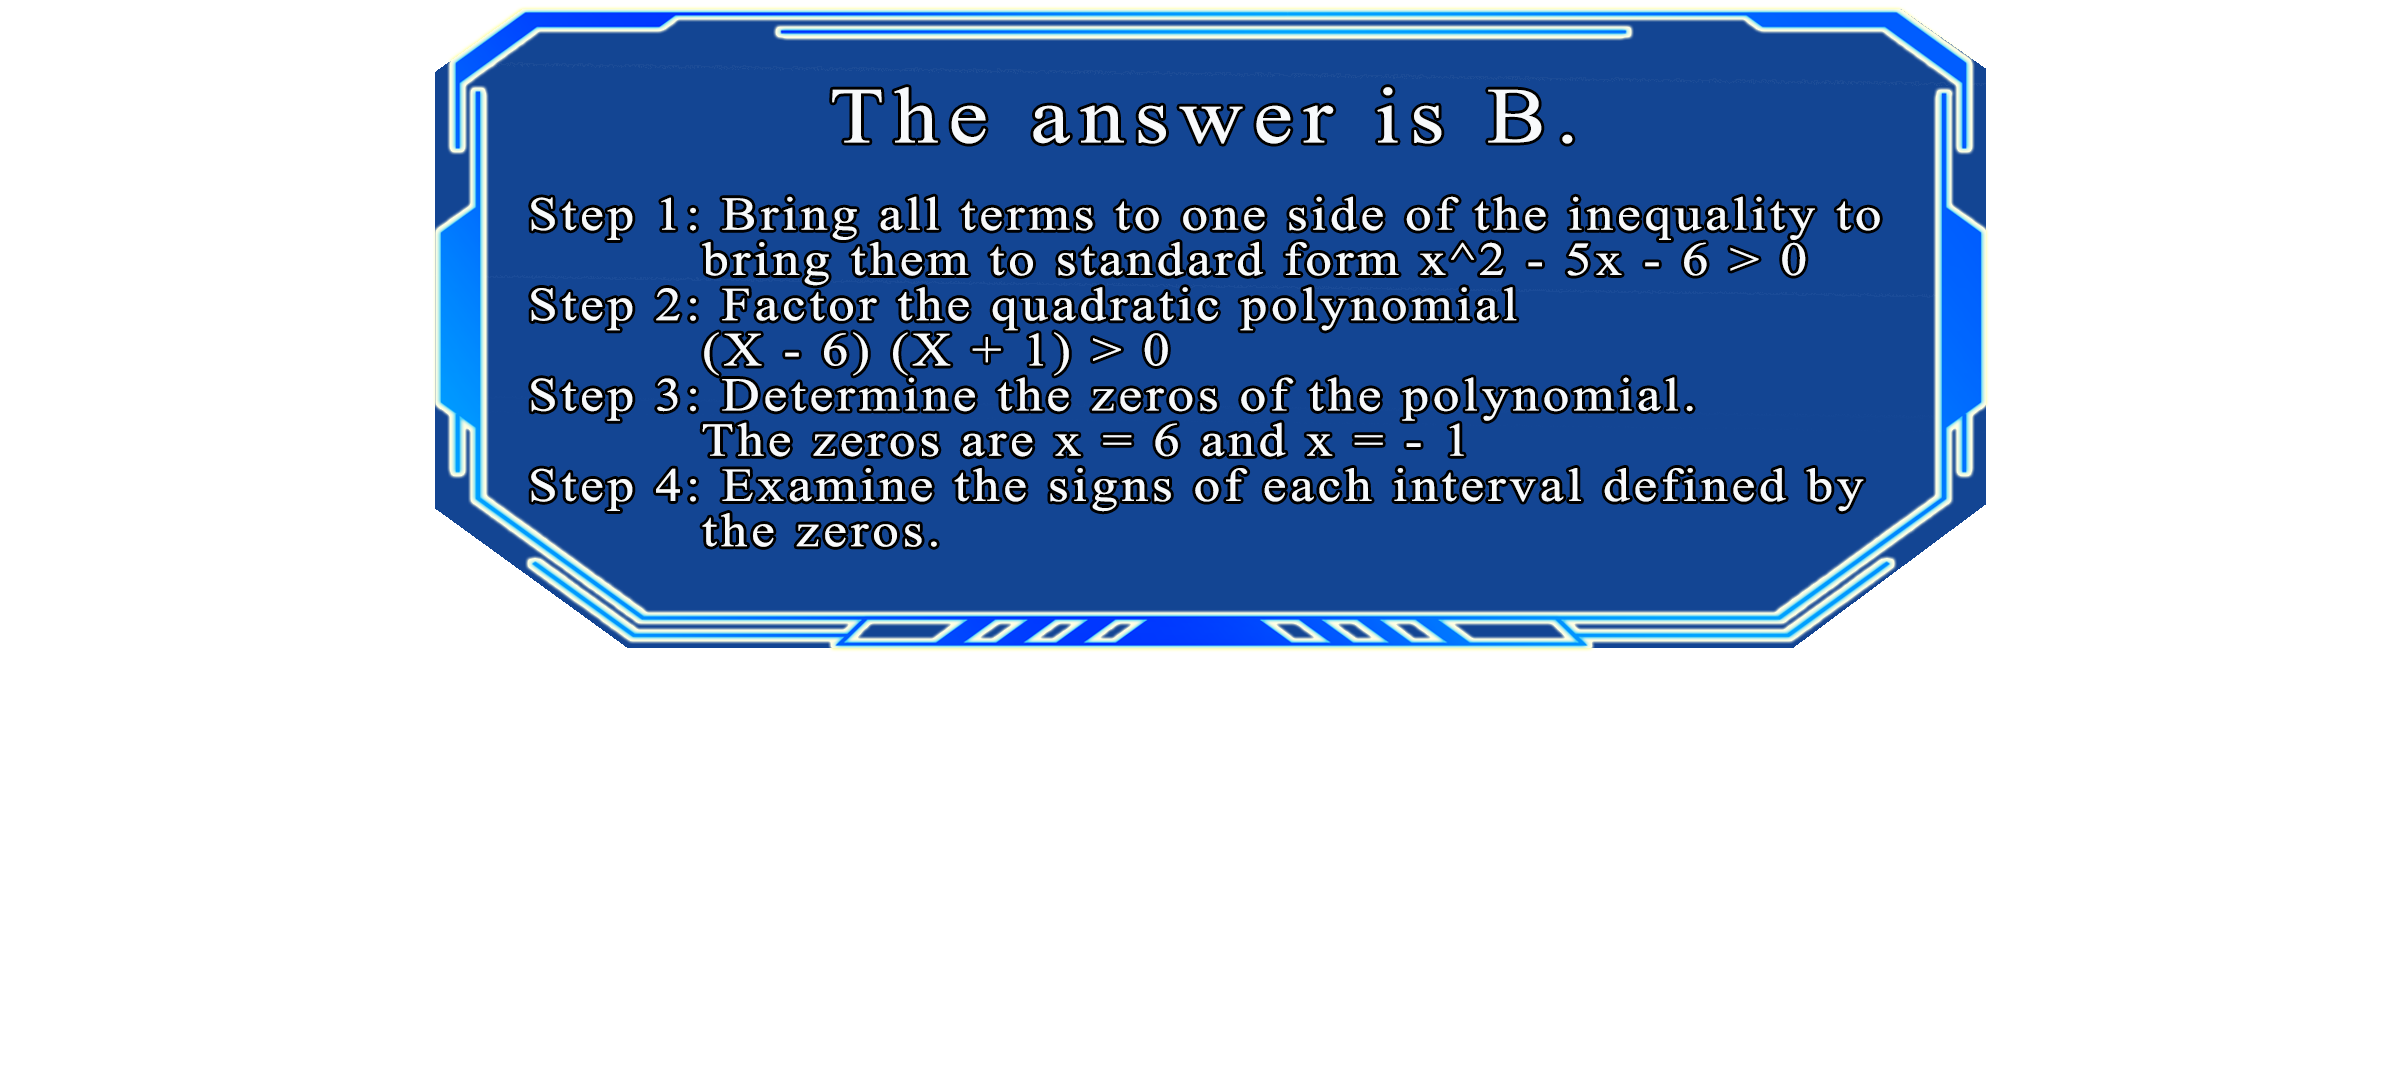 The answer is B.
Step 1: Bring all terms to one side of the inequality to
bring them to standard form x^2 - 5x - 6 > 0
Step 2: Factor the quadratic polynomial
(X - 6) (X + 1) > 0
Step 3: Determine the zeros of the polynomial.
The zeros are x = 6 and x = - 1
Step 4: Examine the signs of each interval defined by
the zeros.